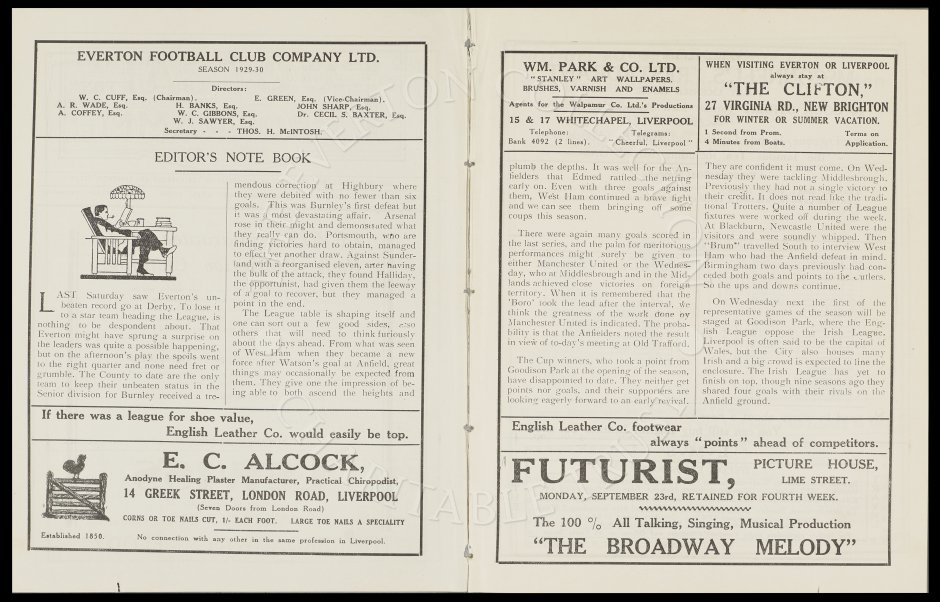 EVERTON FOOTBALL CLUB COMPANY LTD.
SEASON 1929-30
Directors:
W. C. CUFF, Esq. (Chairman). E. GREEN, Esq. (Vice-Chairman).
A. R. WADE, Esq. H. BANKS, Esq. JOHN SHARP, Esq.
A. COFFEY, Esq. W. C. GIBBONS, Esq. Dr. CECIL S. BAXTER, Esq.
W. J. SAWYER, Esq.
Secretary - - - THOS. H. McINTOSH.
EDITOR'S NOTE BOOK
LAST Saturday saw Everton's un-
beaten record go at Derby. To lose it
to a star team heading the League, is
nothing to be despondent about. That
Everton might have sprung a surprise on
the leaders was quite a possible happening,
but on the afternoon's play the spoils went
to the right quarter and none need fret or
grumble. The County to date are the only
team to keep their unbeaten status in the
Senior division for Burnley received a tre-
mendous correction at Highbury where
they were debited with no fewer than six
goals. This was Burnley's first defeat but
it was a most devastating affair. Arsenal
rose in their might and demonstrated what
they really can do. Portsmouth, who are
finding victories hard to obtain, managed
to effect yet another draw. Against Sunder-
land with a reorganised eleven, after having
the bulk of the attack, they found Halliday,
the opportunist, had given them the leeway
of a goal to recover, but they managed a
point in the end.
The League table is shaping itself and
one can sort out a few good sides, also
others that will need to think furiously
about the days ahead. From what was seen
of West Ham when they became a new
force after Watson's goal at Anfield, great
things may occasionally be expected from
them. They give one the impression of be-
ing able to both ascend the heights and
If there was a league for shoe value,
English Leather Co. would easily be top.
E. C. ALCOCK,
Anodyne Healing Plaster Manufacturer, Practical Chiropodist,
14 GREEK STREET, LONDON ROAD, LIVERPOOL
(Seven Doors from London Road)
CORNS OR TOE NAILS CUT, 1/- EACH FOOT. LARGE TOE NAILS A SPECIALITY
Established 1850. No connection with any other in the same profession in Liverpool.
WM. PARK & CO. LTD.
"STANLEY" ART WALLPAPERS.
BRUSHES, VARNISH AND ENAMELS
Agents for the Walpamur Co. Ltd.'s Productions
15 & 17 WHITECHAPEL, LIVERPOOL
Telephone: Telegrams:
Bank 4092 (2 lines). "Cheerful, Liverpool"
WHEN VISITING EVERTON OR LIVERPOOL
always stay at
"THE CLIFTON,"
27 VIRGINIA RD., NEW BRIGHTON
FOR WINTER OR SUMMER VACATION.
1 Second from Prom. Terms on
4 Minutes from Boats. Application.
plumb the depths. It was well for the An-
fielders that Edmed rattled the netting
early on. Even with three goals against
them, West Ham continued a brave fight
and we can see them bringing off some
coups this season.
There were again many goals scored in
the last series, and the palm for meritorious
performances might surely be given to
either Manchester United or the Wednes-
day, who at Middlesbrough and in the Mid-
lands achieved close victories on foreign
territory. When it is remembered that the
'Boro' took the lead after the interval, we
think the greatness of the work done by
Manchester United is indicated. The proba-
bility is that the Anfielders noted the result
in view of to-day's meeting at Old Trafford.
The Cup winners, who took a point from
Goodison Park at the opening of the season,
have disappointed to date. They neither get
points nor goals, and their supporters are
looking eagerly forward to an early revival.
They are confident it must come. On Wed-
nesday they were tackling Middlesbrough.
Previously they had not a single victory to
their credit. It does not read like the tradi-
tional Trotters. Quite a number of League
fixtures were worked off during the week.
At Blackburn, Newcastle United were the
visitors and were soundly whipped. Then
"Brum" travelled South to interview West
Ham who had the Anfield defeat in mind.
Birmingham two days previously had con-
ceded both goals and points to the Cutlers.
So the ups and downs continue.
On Wednesday next the first of the
representative games of the season will be
staged at Goodison Park, where the Eng-
lish League oppose the Irish League.
Liverpool is often said to be the capital of
Wales, but the City also houses many
Irish and a big crowd is expected to line the
enclosure. The Irish League has yet to
finish on top, though nine seasons ago they
shared four goals with their rivals on the
Anfield ground.
English Leather Co. footwear
always "points" ahead of competitors.
FUTURIST, PICTURE HOUSE,
LIME STREET.
MONDAY, SEPTEMBER 23rd, RETAINED FOR FOURTH WEEK.
The 100 % All Talking, Singing, Musical Production
"THE BROADWAY MELODY"